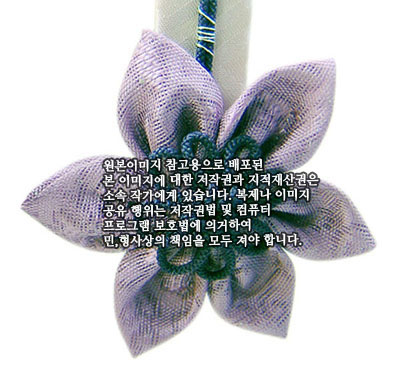 원본이미지 참고용으로 배포된
본 이미지에 대한 저작권과 지적재산권은
소속 작가에게 있습니다. 복제나 이미지
공유 행위는 저작권법 및 컴퓨터
프로그램 보호법에 의거하여
민,형사상의 책임을 모두 져야 합니다.